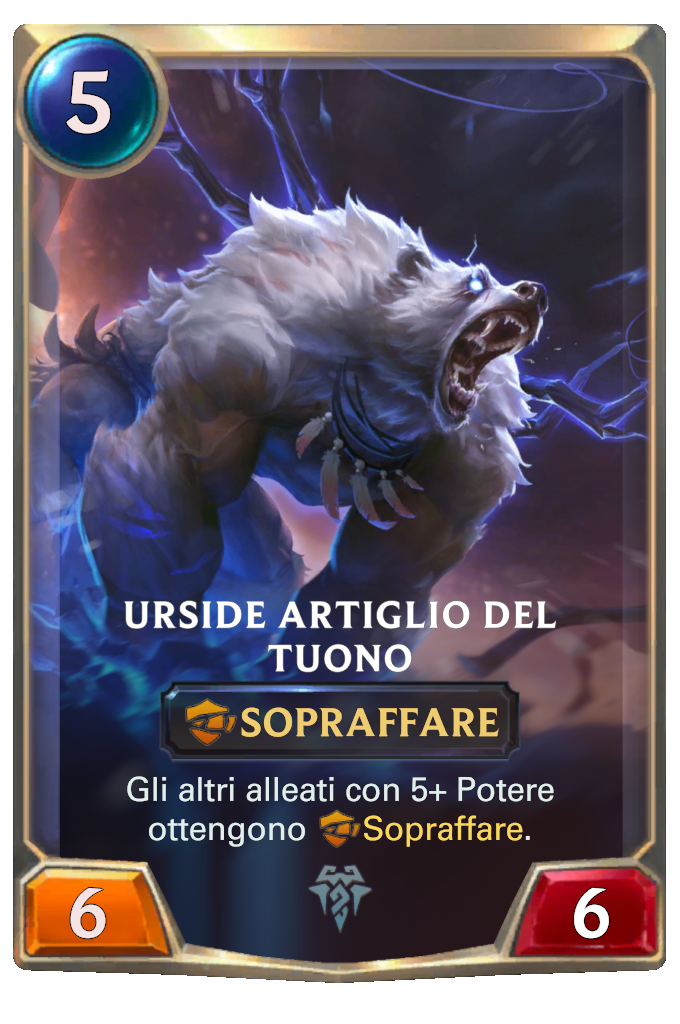 5
URSIDE ARTIGLIO DEL
TUONO
SOPRAFFARE
Gli altri alleati con 5+ Potere
ottengono Sopraffare.
6
6